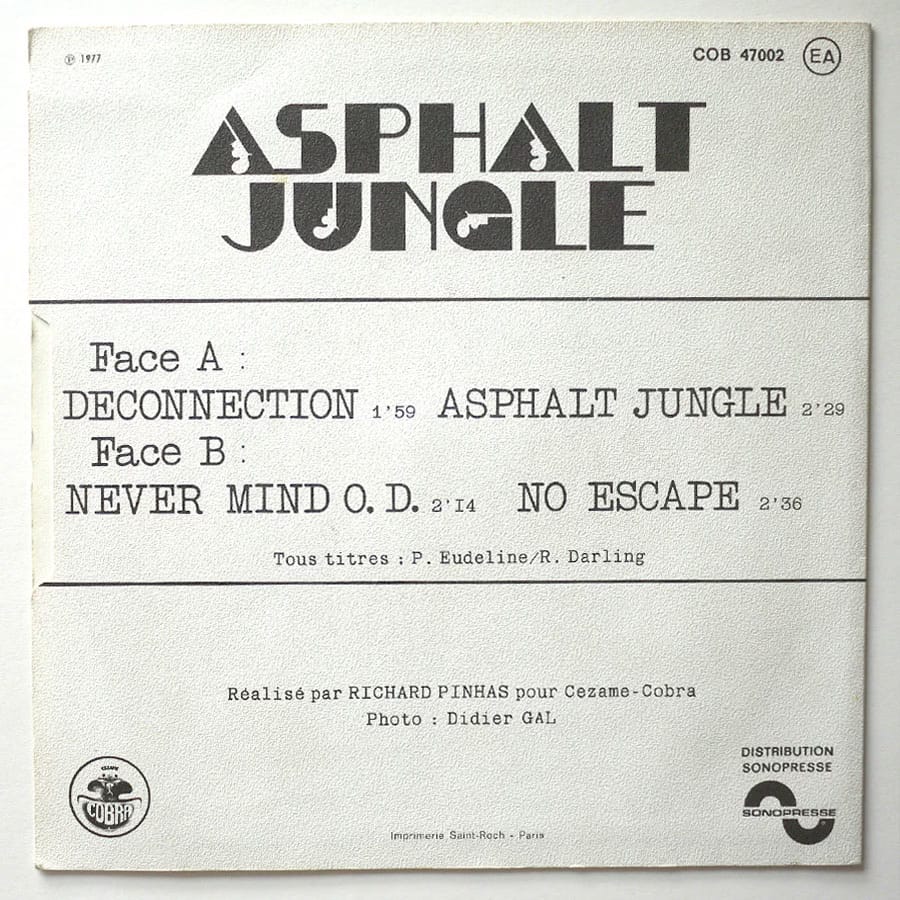 ℗ 1977
COB 47002 EA
ASPHALT
JUNGLE
Face A :
DECONNECTION 1'59 ASPHALT JUNGLE 2'29
Face B :
NEVER MIND O.D. 2'14 NO ESCAPE 2'36
Tous titres : P. Eudeline/R. Darling
Réalisé par RICHARD PINHAS pour Cezame-Cobra
Photo : Didier GAL
DISTRIBUTION
SONOPRESSE
COBRA
SONOPRESSE
Imprimerie Saint-Roch - Paris